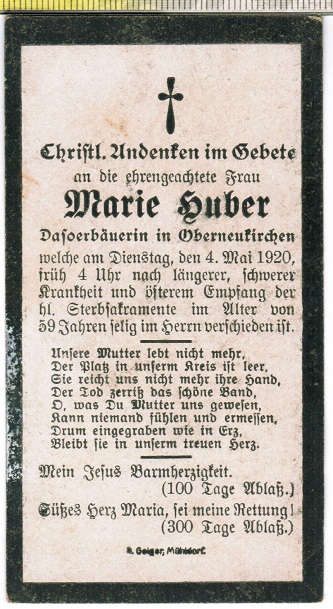 Christl. Andenken im Gebete
an die ehrengeachtete Frau
Marie Huber
Dasoerbäuerin in Oberneukirchen
welche am Dienstag, den 4. Mai 1920,
früh 4 Uhr nach längerer, schwerer
Krankheit und öfterem Empfang der
hl. Sterbsakramente im Alter von
59 Jahren selig im Herrn verschieden ist.
Unsere Mutter lebt nicht mehr,
Der Platz in unserm Kreis ist leer.
Sie reicht uns nicht mehr ihre Hand,
Der Tod zerriß das schöne Band,
O, was Du Mutter uns gewesen,
Kann niemand fühlen und ermessen,
Drum eingegraben wie in Erz,
Bleibt sie in unserm treuen Herz.
Mein Jesus Barmherzigkeit.
(100 Tage Ablaß.)
Süßes Herz Maria, sei meine Rettung!
(300 Tage Ablaß.)
Geiger, Mühldorf.